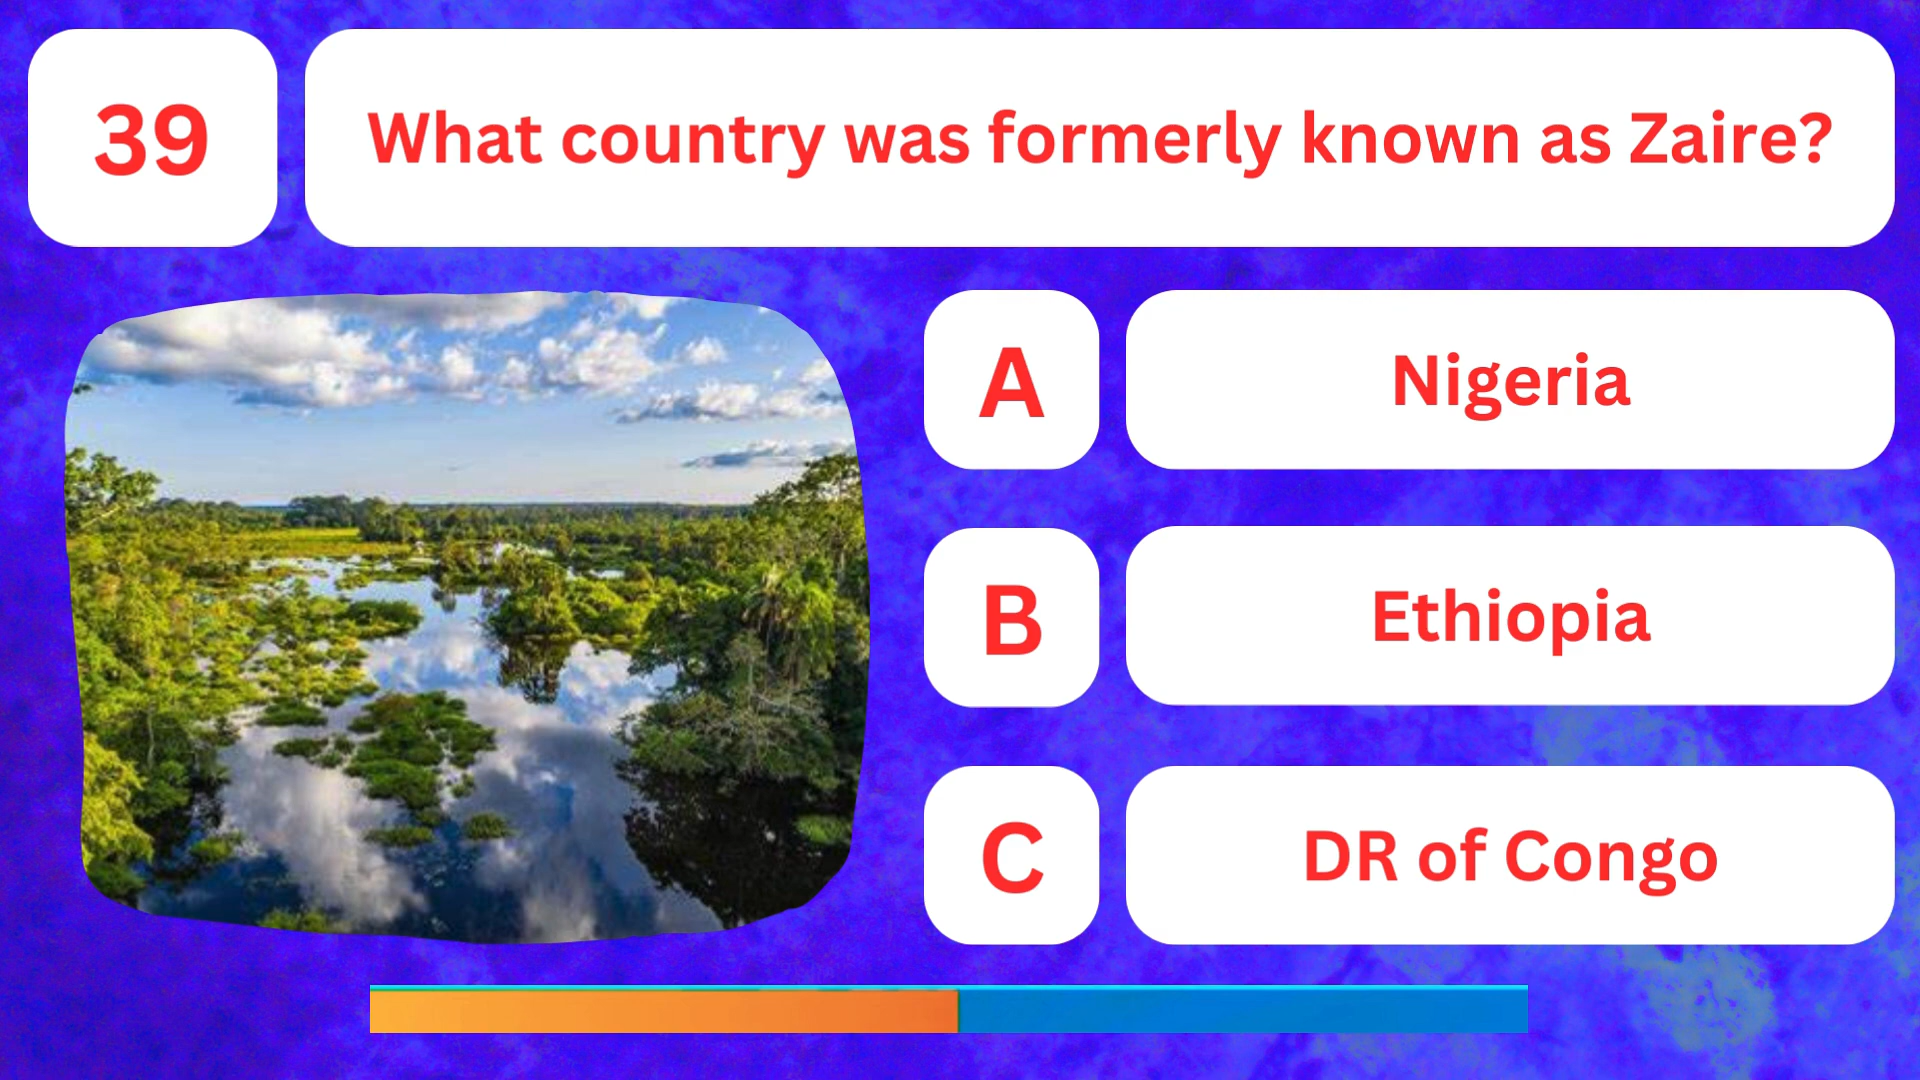 39
What country was formerly known as Zaire?
A
Nigeria
B
Ethiopia
C
DR of Congo